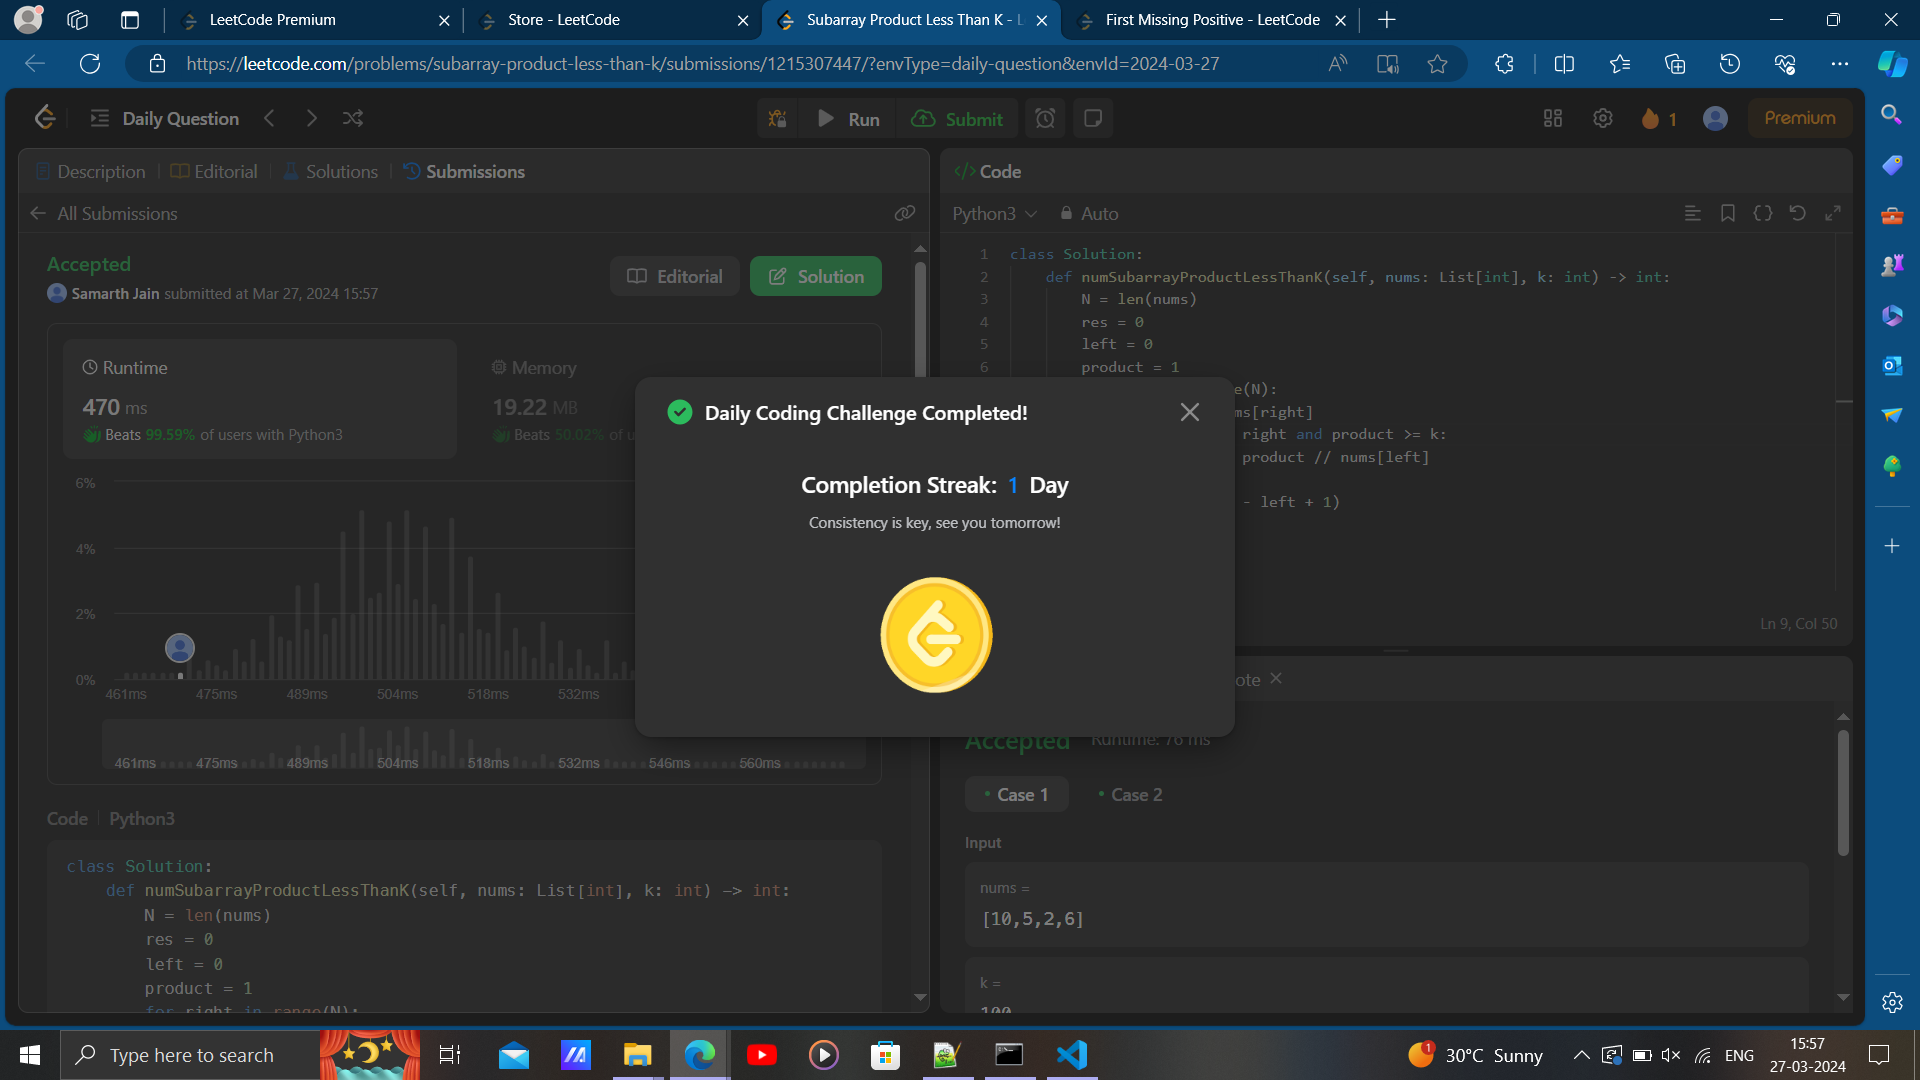 LeetCode Premium
Store - LeetCode
Subarray Product Less Than K - L
First Missing Positive - LeetCode
https://leetcode.com/problems/subarray-product-less-than-k/submissions/1215307447/?envType=daily-question&envId=2024-03-27
Daily Question
Run
Submit
1
Premium
Description
Editorial
Solutions
Submissions
All Submissions
Accepted
Samarth Jain submitted at Mar 27, 2024 15:57
Editorial
Solution
Runtime
470 ms
Beats 99.59% of users with Python3
Memory
19.22 MB
Beats 50.02% of u
6%
4%
2%
0%
461ms 475ms 489ms 504ms 518ms 532ms
461ms 475ms 489ms 504ms 518ms 532ms 546ms 560ms
Code | Python3
class Solution:
def numSubarrayProductLessThanK(self, nums: List[int], k: int) -> int:
N = len(nums)
res = 0
left = 0
product = 1
for right in range(N):
Daily Coding Challenge Completed!
Completion Streak: 1 Day
Consistency is key, see you tomorrow!
</> Code
Python3
Auto
1 class Solution:
2 def numSubarrayProductLessThanK(self, nums: List[int], k: int) -> int:
3 N = len(nums)
4 res = 0
5 left = 0
6 product = 1
e(N):
ms[right]
right and product >= k:
product // nums[left]
- left + 1)
Ln 9, Col 50
ote
Accepted
Runtime: 76 ms
Case 1
Case 2
Input
nums =
[10,5,2,6]
k =
100
Type here to search
1
30°C Sunny
ENG
15:57
27-03-2024